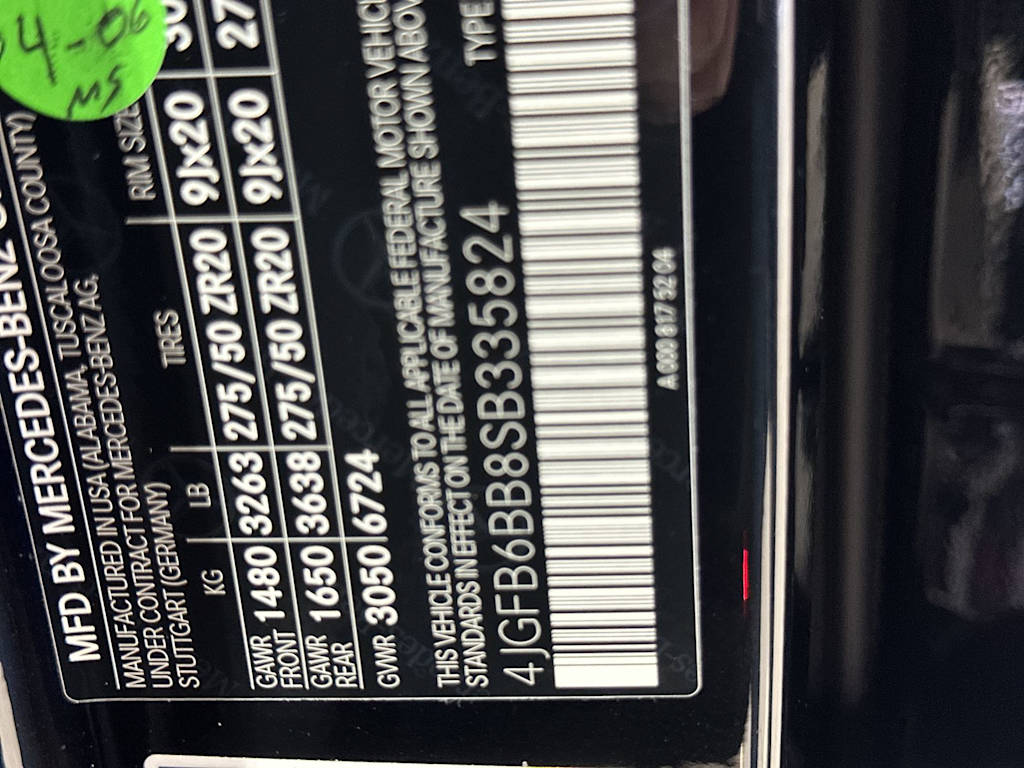 4-06
MS
MFD BY MERCEDES-BENZ
MANUFACTURED IN USA (ALABAMA, TUSCALOOSA COUNTY)
UNDER CONTRACT FOR MERCEDES-BENZ AG,
STUTTGART (GERMANY)
KG LB TIRES RIM SIZE
GAWR FRONT 1480 3263 275/50 ZR20 9Jx20
GAWR REAR 1650 3638 275/50 ZR20 9Jx20 27
GVWR 3050 6724
THIS VEHICLE CONFORMS TO ALL APPLICABLE FEDERAL MOTOR VEHICLE
STANDARDS IN EFFECT ON THE DATE OF MANUFACTURE SHOWN ABOVE
4JGFB6BB8SB335824 TYPE
A 000 817 52 04